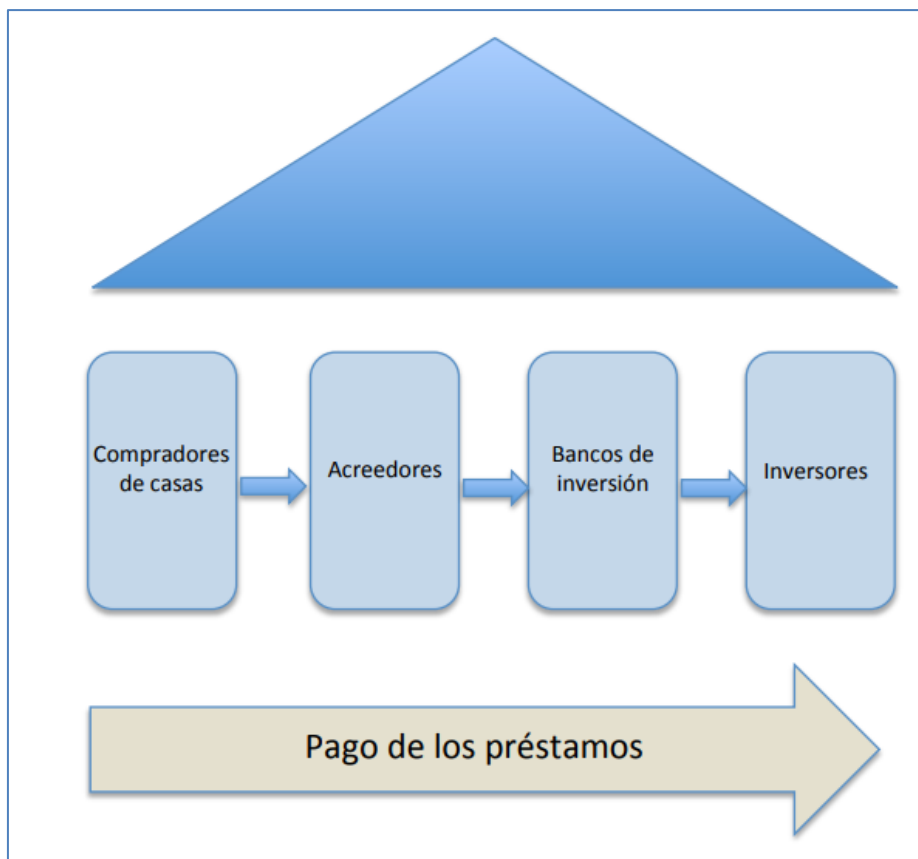 Compradores
de casas
Acreedores
Bancos de
inversión
Inversores
Pago de los préstamos